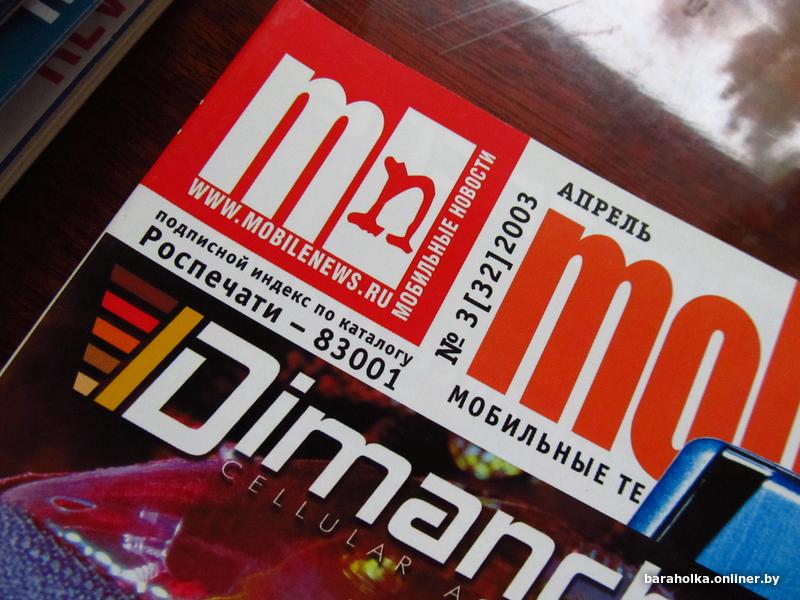 mn
WWW.MOBILENEWS.RU
МОБИЛЬНЫЕ НОВОСТИ
подписной индекс по каталогу
Роспечати – 83001
№ 3[32]2003
АПРЕЛЬ
МОБИЛЬНЫЕ ТЕ
Dimanch
CELLULAR
baraholka.onliner.by